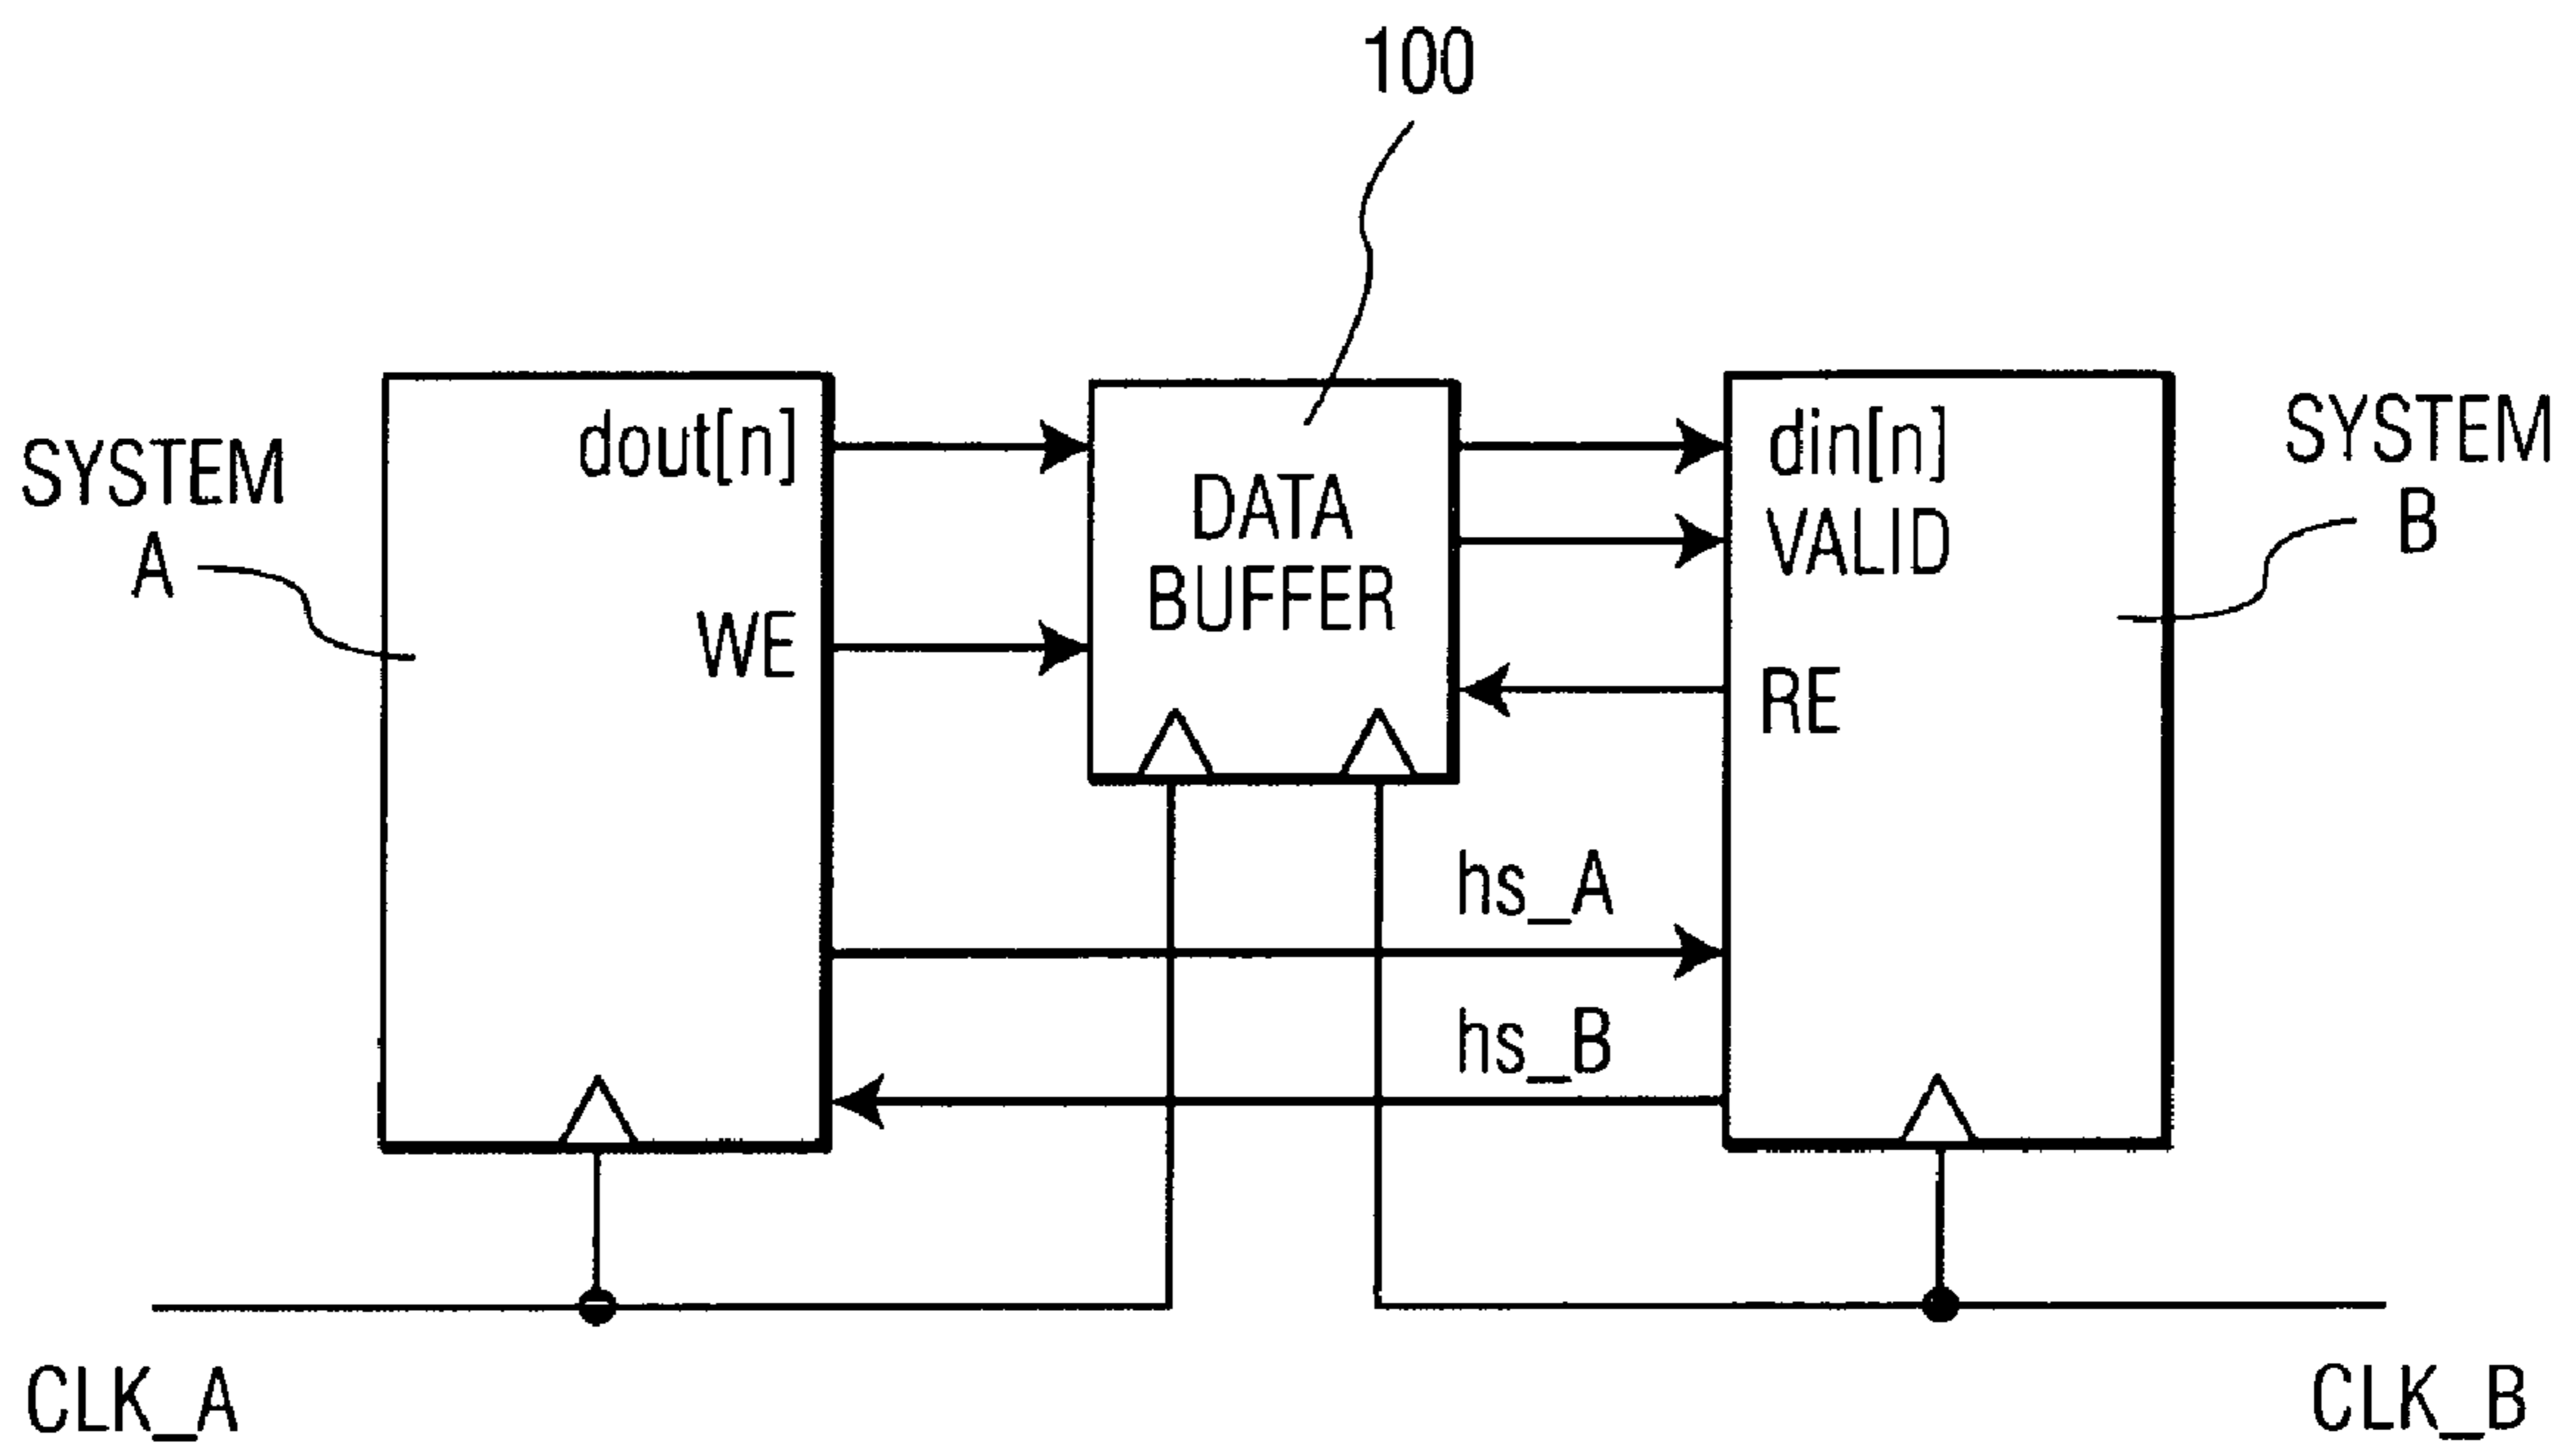 100
SYSTEM
A
dout[n]
WE
DATA
BUFFER
din[n]
VALID
RE
SYSTEM
B
hs_A
hs_B
CLK_A
CLK_B